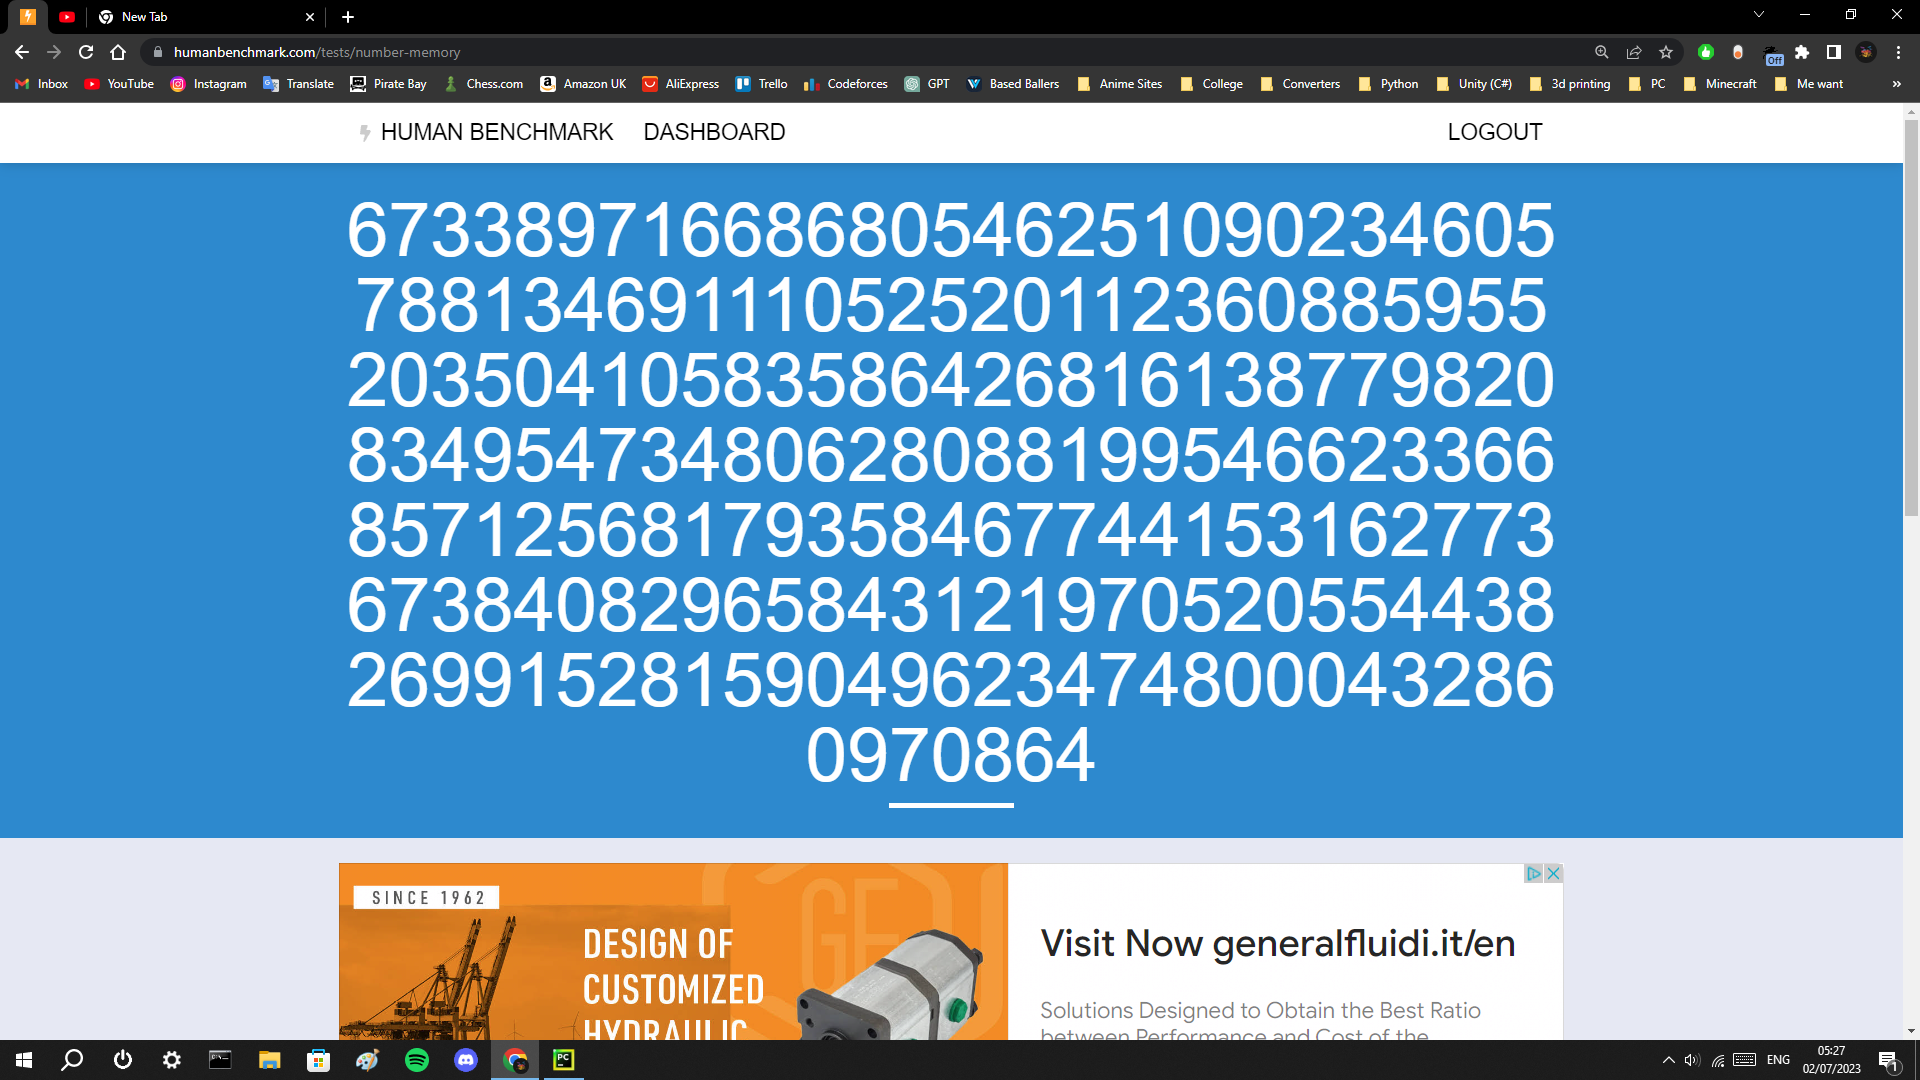 New Tab
humanbenchmark.com/tests/number-memory
Off
Inbox YouTube Instagram Translate Pirate Bay Chess.com Amazon UK AliExpress Trello Codeforces GPT Based Ballers Anime Sites College Converters Python Unity (C#) 3d printing PC Minecraft Me want »
HUMAN BENCHMARK DASHBOARD LOGOUT
67338971668680546251090234605
78813469111052520112360885955
20350410583586426816138779820
83495473480628088199546623366
85712568179358467744153162773
67384082965843121970520554438
26991528159049623474800043286
0970864
SINCE 1962
DESIGN OF
CUSTOMIZED
HYDRAULIC
Visit Now generalfluidi.it/en
Solutions Designed to Obtain the Best Ratio
between Performance and Cost of the
ENG
05:27
02/07/2023
1